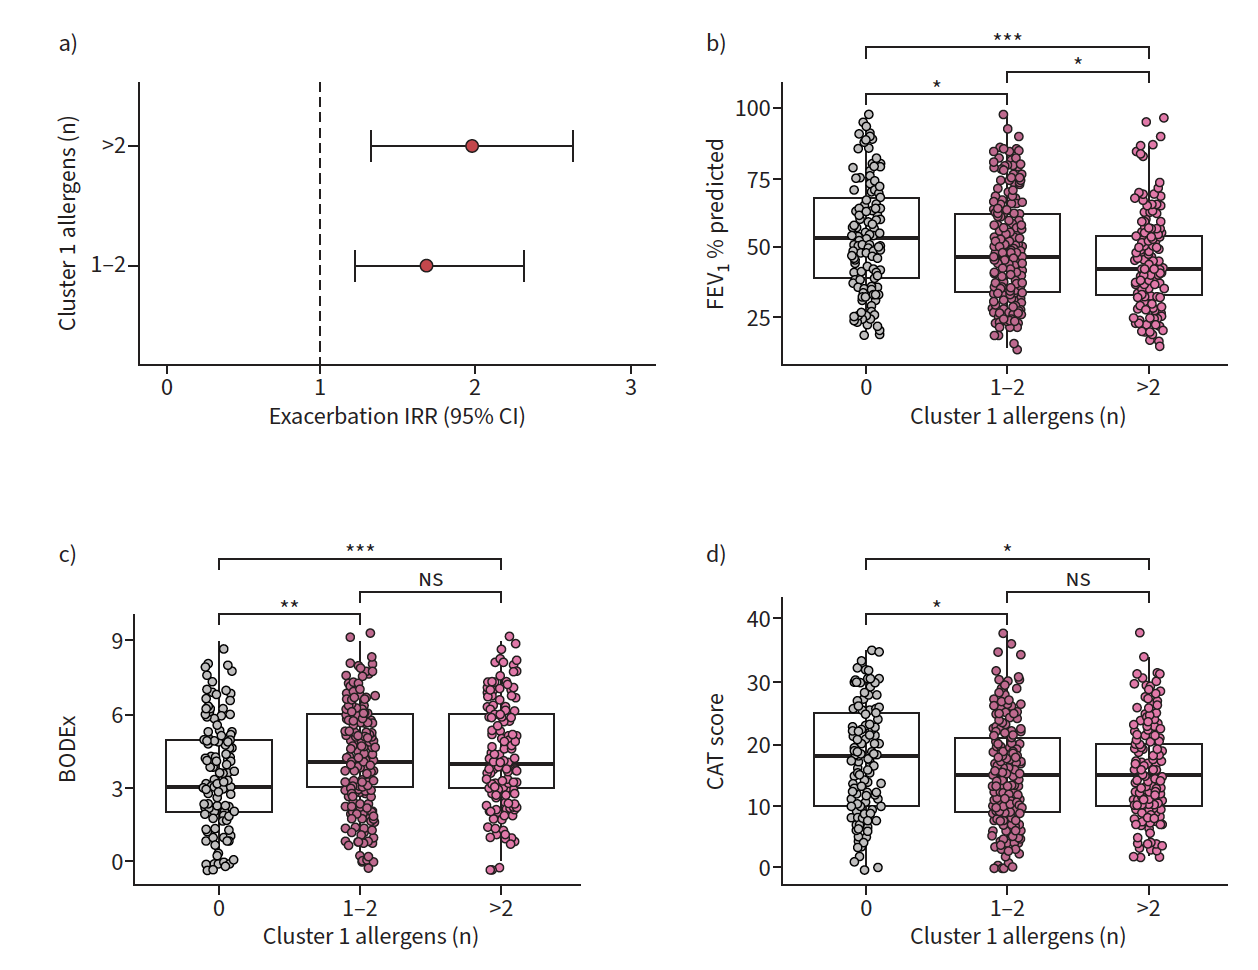 a)
Cluster 1 allergens (n)
>2
1–2
0 1 2 3
Exacerbation IRR (95% CI)
b)
***
*
*
FEV1 % predicted
100
75
50
25
0 1–2 >2
Cluster 1 allergens (n)
c)
***
NS
**
BODEx
9
6
3
0
0 1–2 >2
Cluster 1 allergens (n)
d)
*
NS
*
CAT score
40
30
20
10
0
0 1–2 >2
Cluster 1 allergens (n)